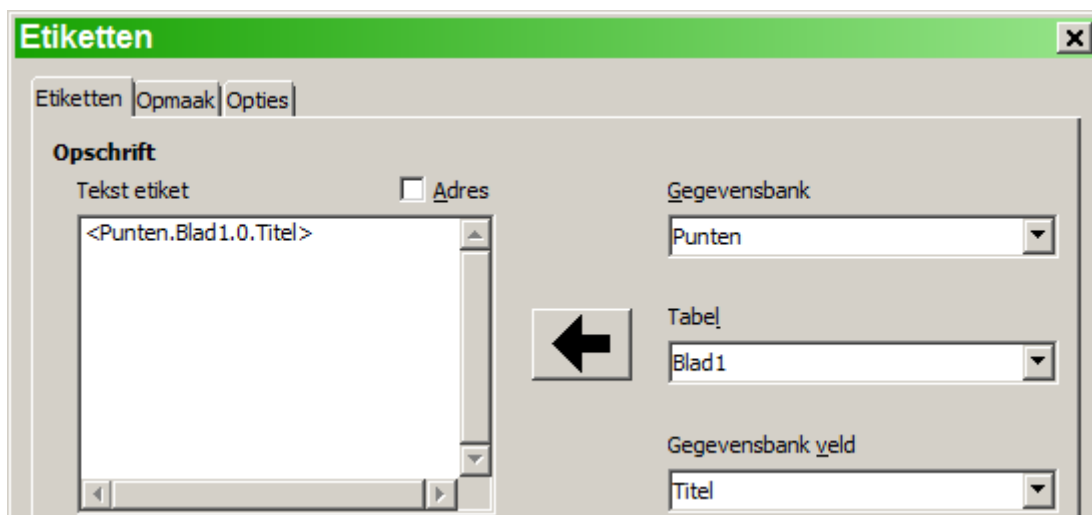 Etiketten
Etiketten Opmaak Opties
Opschrift
Tekst etiket Adres Gegevensbank
<Punten.Blad1.0.Titel> Punten
Tabel
Blad1
Gegevensbank veld
Titel